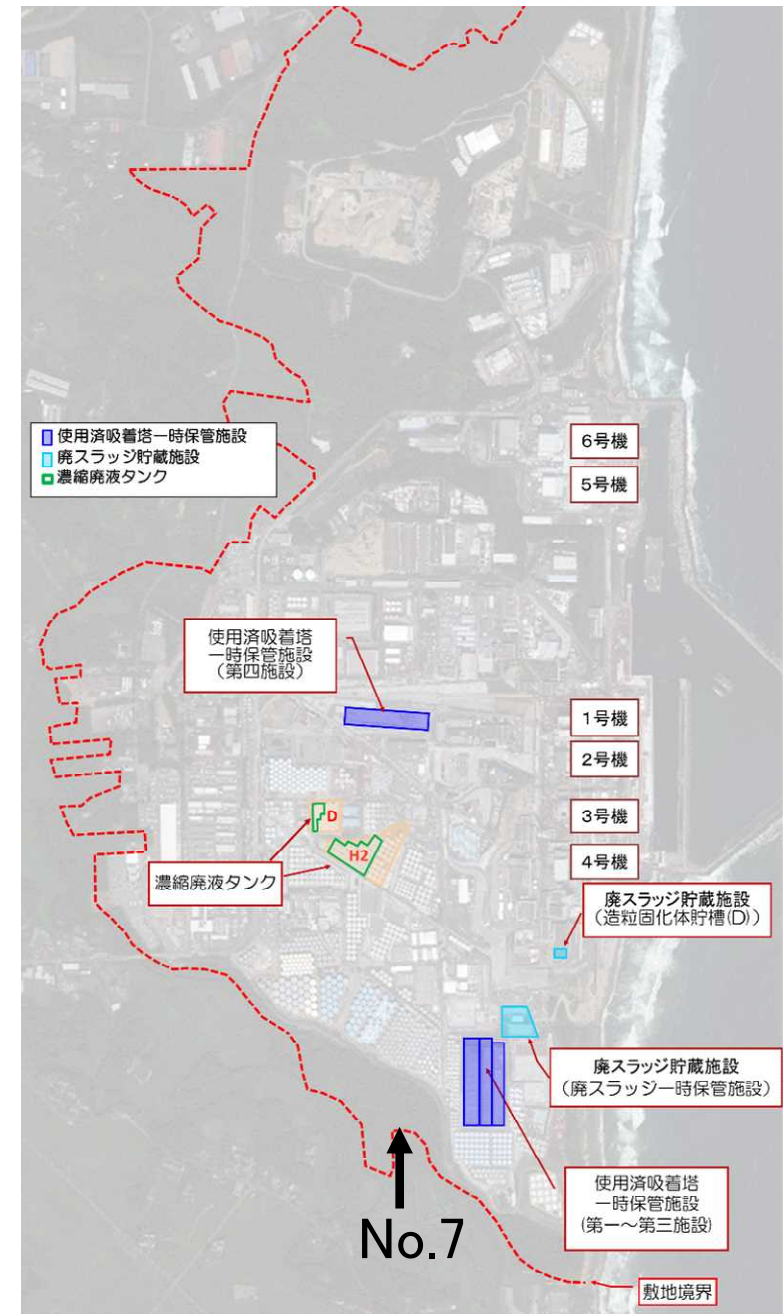 使用済吸着塔一時保管施設
廃スラッジ貯蔵施設
濃縮廃液タンク
6号機
5号機
使用済吸着塔
一時保管施設
（第四施設）
1号機
2号機
3号機
4号機
D
H2
濃縮廃液タンク
廃スラッジ貯蔵施設
（造粒固化体貯槽(D)）
廃スラッジ貯蔵施設
（廃スラッジ一時保管施設）
使用済吸着塔
一時保管施設
(第一～第三施設)
No.7
敷地境界